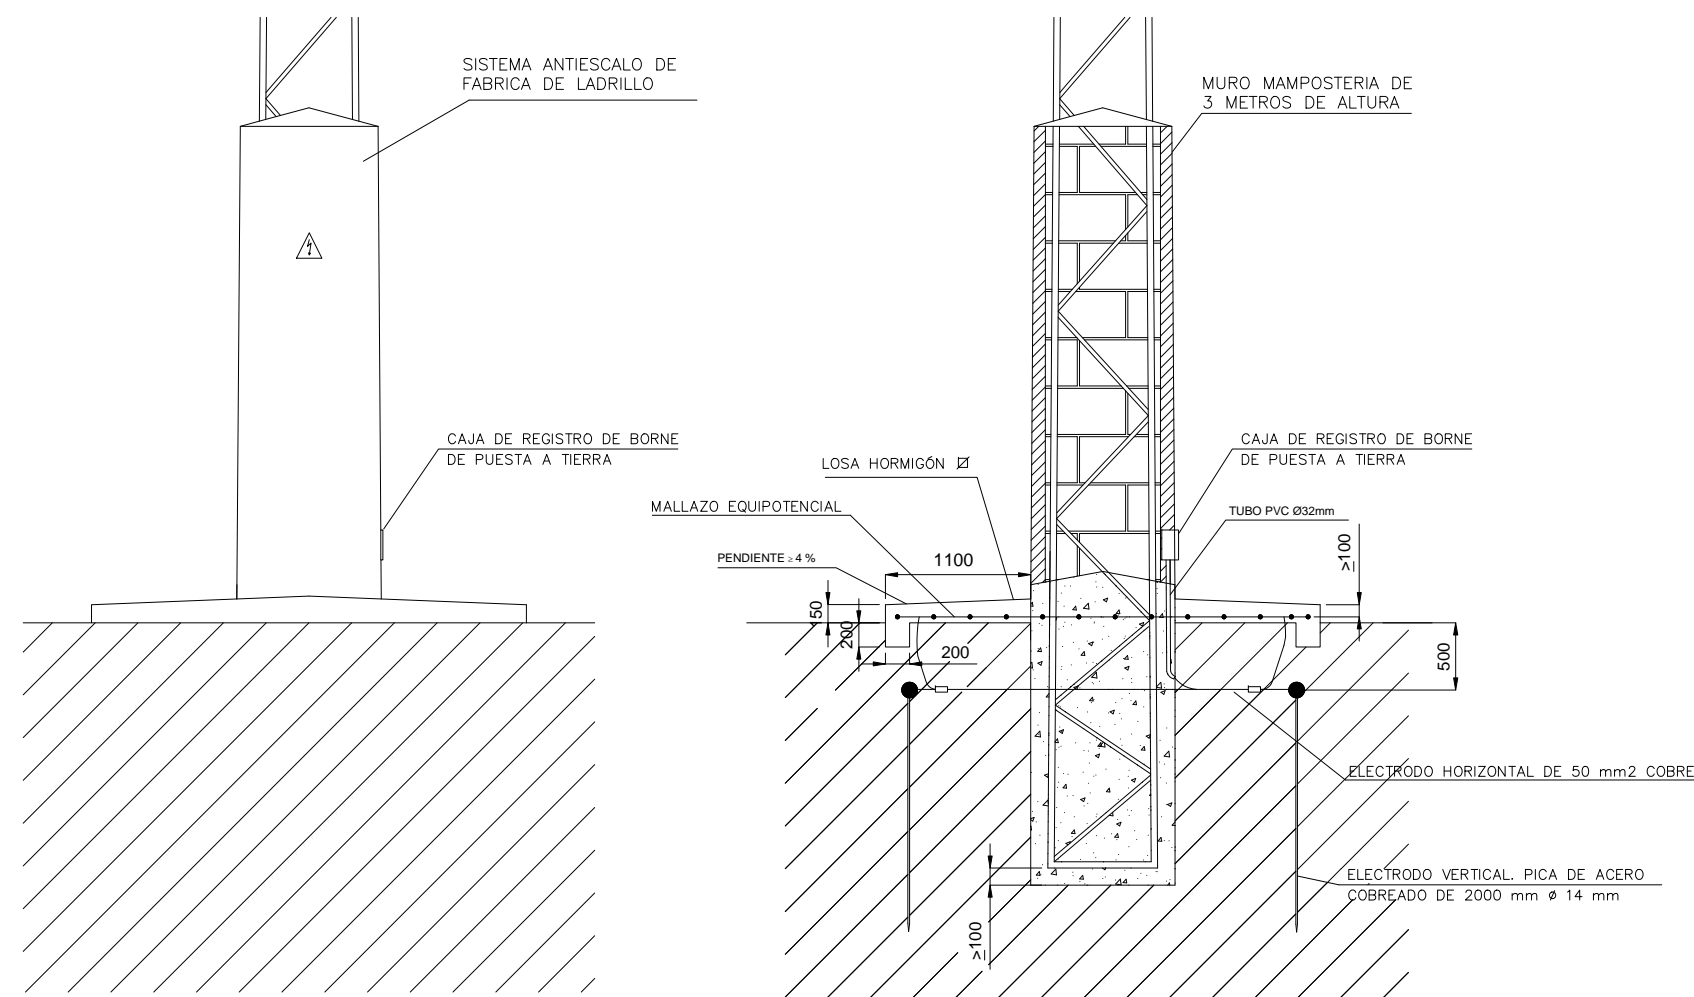 SISTEMA ANTIESCALO DE
FABRICA DE LADRILLO
CAJA DE REGISTRO DE BORNE
DE PUESTA A TIERRA
MURO MAMPOSTERIA DE
3 METROS DE ALTURA
LOSA HORMIGÓN
MALLAZO EQUIPOTENCIAL
PENDIENTE ≥ 4 %
1100
150
200
200
CAJA DE REGISTRO DE BORNE
DE PUESTA A TIERRA
TUBO PVC Ø32mm
≥100
500
ELECTRODO HORIZONTAL DE 50 mm2 COBRE
ELECTRODO VERTICAL. PICA DE ACERO
COBREADO DE 2000 mm Ø 14 mm
≥100